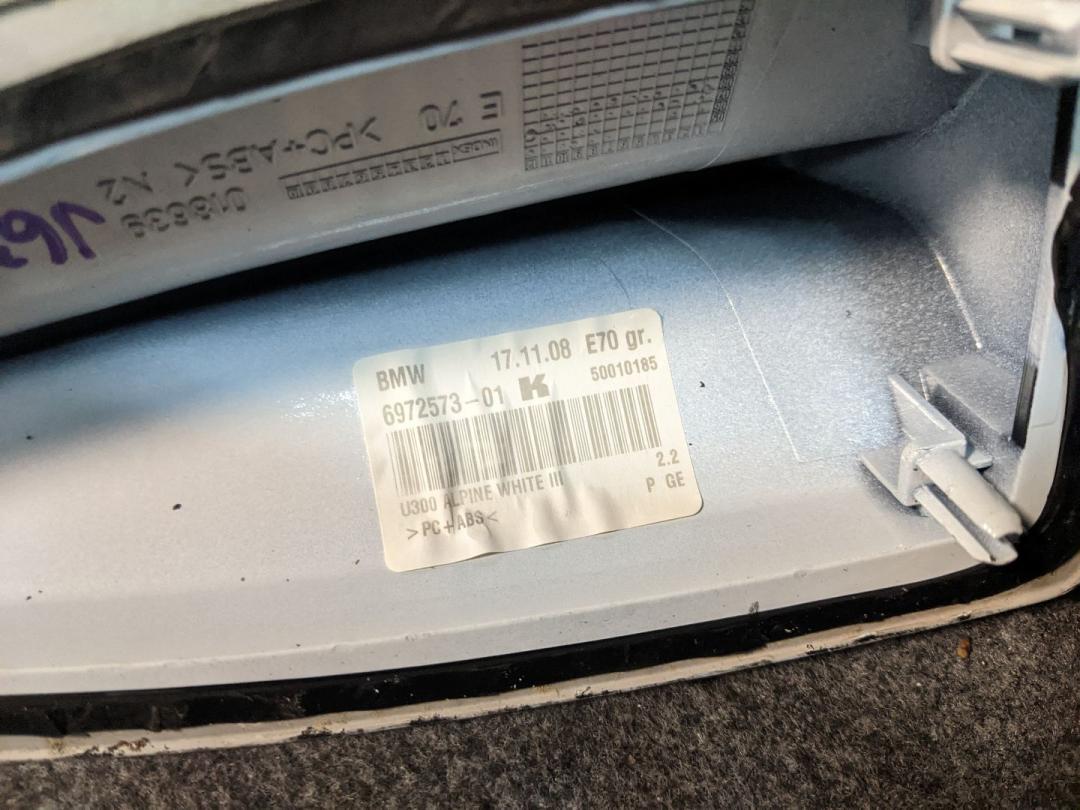 E 70
>PC+ABS< N2
018639
BMW 17.11.08 E70 gr.
6972573-01 K 50010185
U300 ALPINE WHITE III 2.2
>PC+ABS< P GE